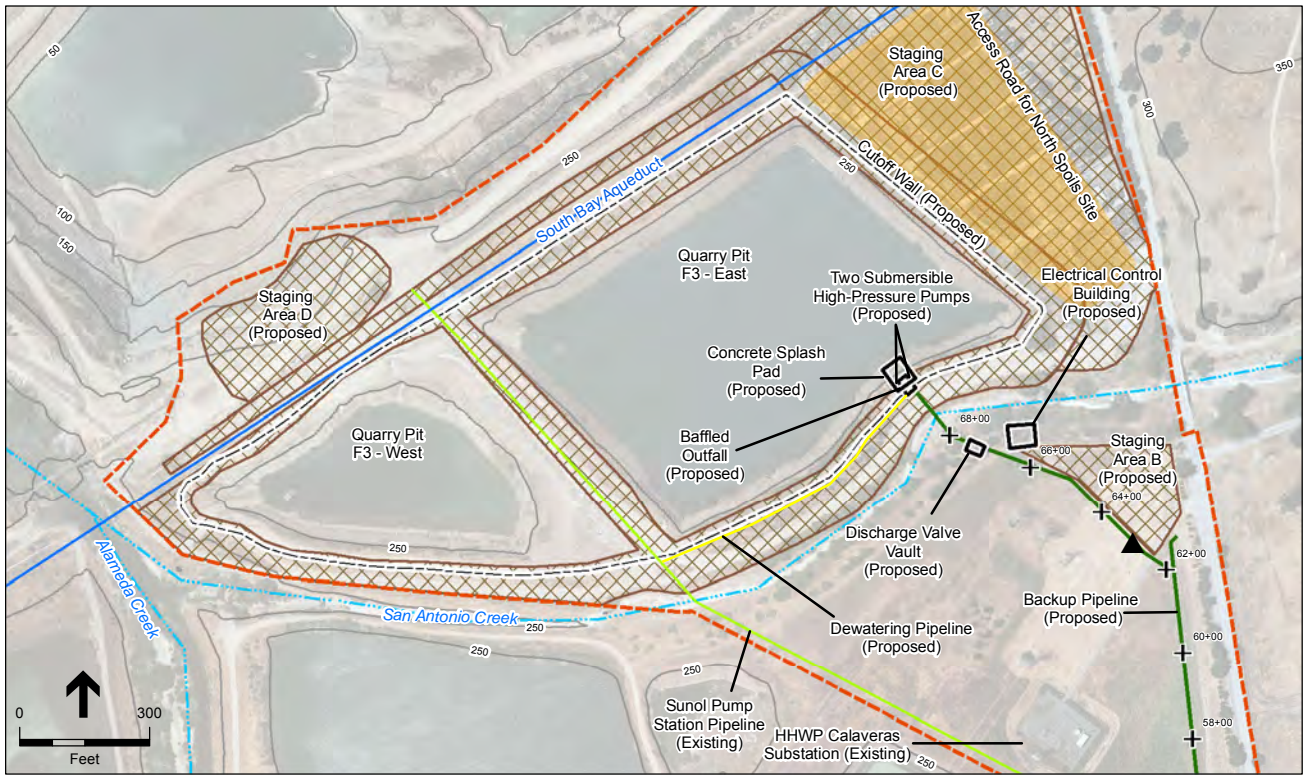 50
350
Staging
Area C
(Proposed)
Access Road for North Spoils Site
300
250
Cutoff Wall (Proposed)
250
South Bay Aqueduct
100
150
Quarry Pit
F3 - East
Two Submersible
High-Pressure Pumps
(Proposed)
Electrical Control
Building
(Proposed)
Staging
Area D
(Proposed)
Concrete Splash
Pad
(Proposed)
Quarry Pit
F3 - West
Baffled
Outfall
(Proposed)
68+00
66+00
Staging
Area B
(Proposed)
64+00
62+00
Discharge Valve
Vault
(Proposed)
250
Alameda Creek
San Antonio Creek
250
250
Backup Pipeline
(Proposed)
Dewatering Pipeline
(Proposed)
60+00
250
Sunol Pump
Station Pipeline
(Existing)
HHWP Calaveras
Substation (Existing)
250
58+00
0
300
Feet